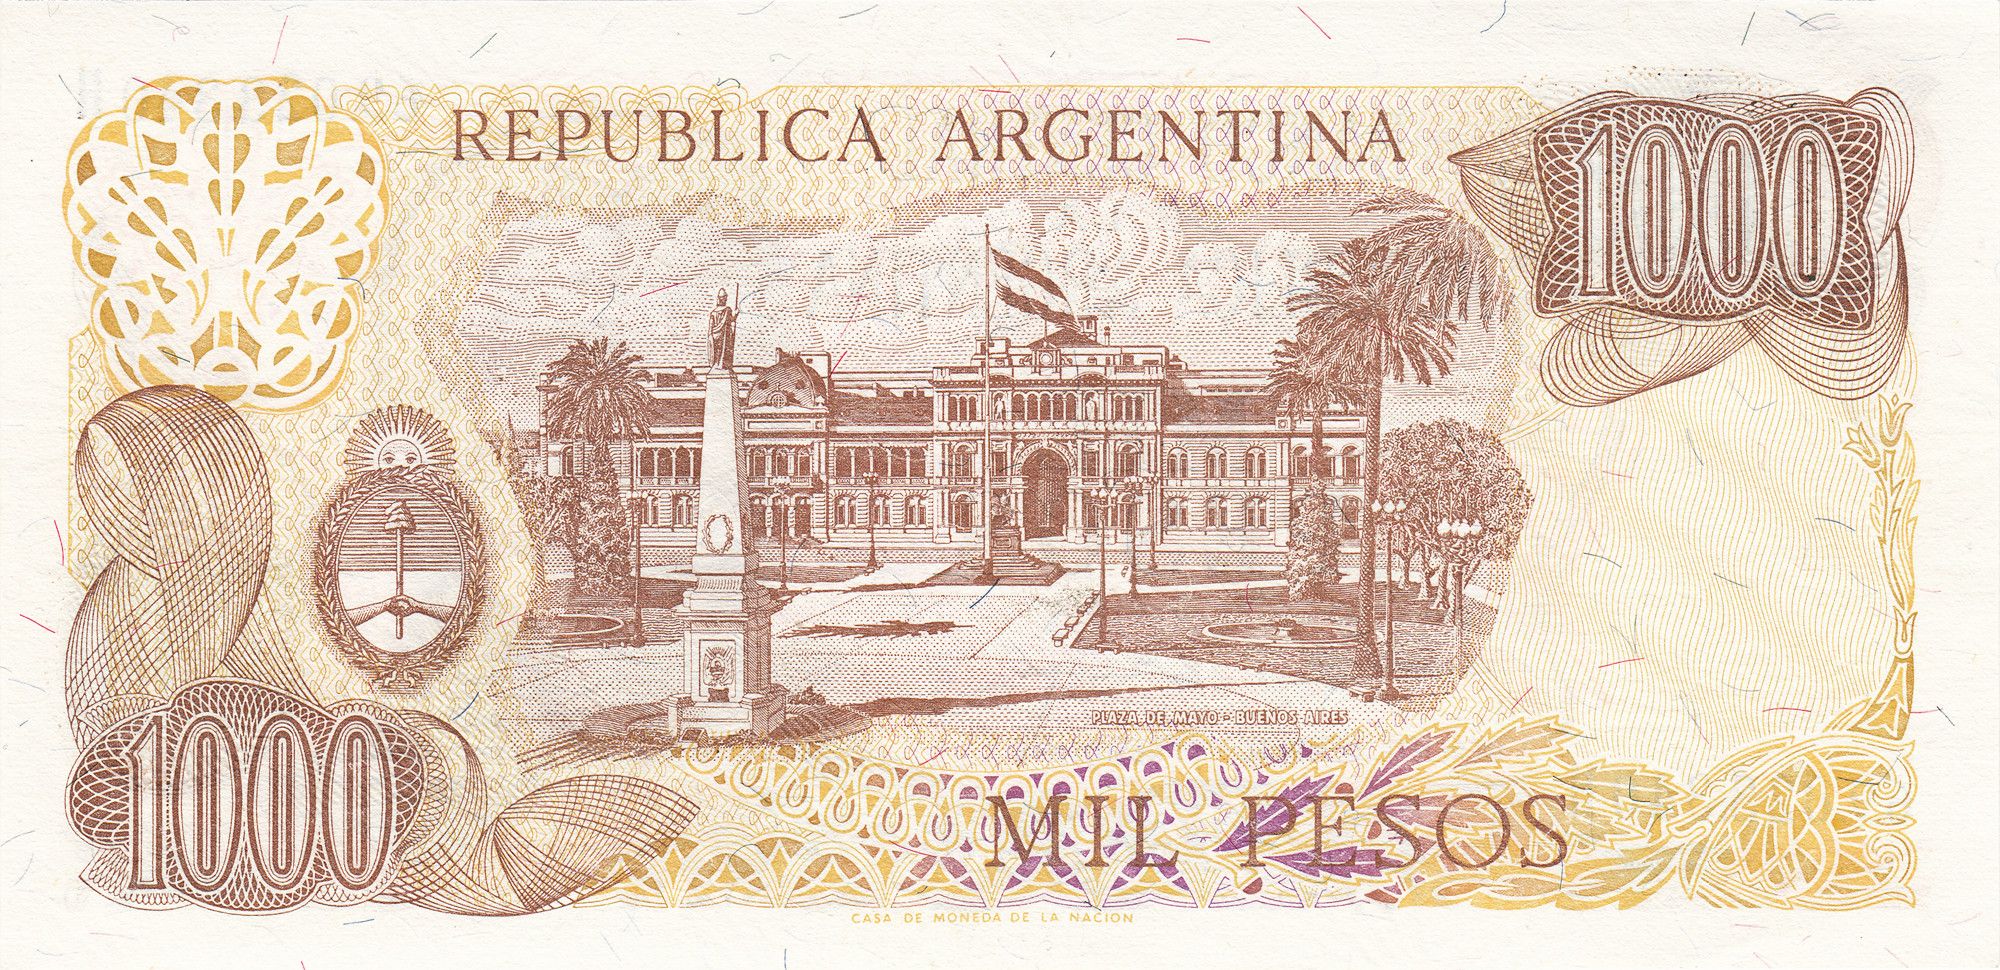 REPUBLICA ARGENTINA
1000
PLAZA DE MAYO - BUENOS AIRES
1000
MIL PESOS
CASA DE MONEDA DE LA NACION